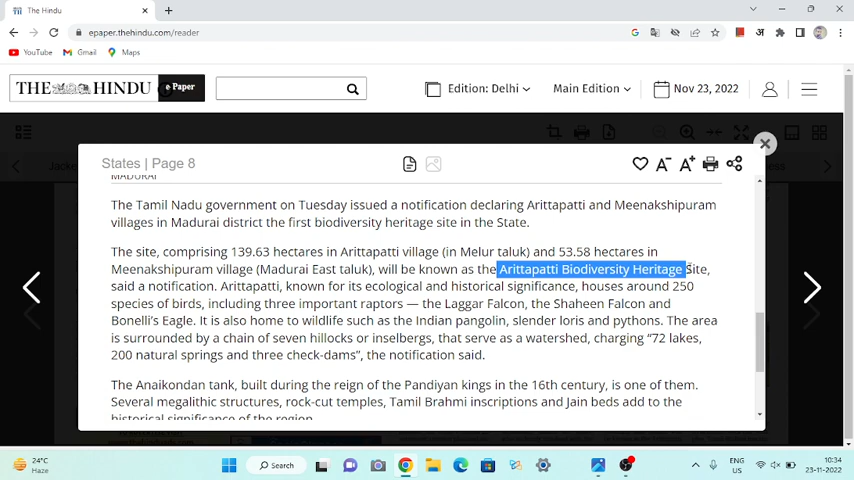 The Hindu
epaper.thehindu.com/reader
YouTube
Gmail
Maps
THE HINDU
e Paper
Edition: Delhi
Main Edition
Nov 23, 2022
States | Page 8
A- A+
MADURAI
The Tamil Nadu government on Tuesday issued a notification declaring Arittapatti and Meenakshipuram
villages in Madurai district the first biodiversity heritage site in the State.
The site, comprising 139.63 hectares in Arittapatti village (in Melur taluk) and 53.58 hectares in
Meenakshipuram village (Madurai East taluk), will be known as the Arittapatti Biodiversity Heritage Site,
said a notification. Arittapatti, known for its ecological and historical significance, houses around 250
species of birds, including three important raptors — the Laggar Falcon, the Shaheen Falcon and
Bonelli's Eagle. It is also home to wildlife such as the Indian pangolin, slender loris and pythons. The area
is surrounded by a chain of seven hillocks or inselbergs, that serve as a watershed, charging “72 lakes,
200 natural springs and three check-dams”, the notification said.
The Anaikondan tank, built during the reign of the Pandiyan kings in the 16th century, is one of them.
Several megalithic structures, rock-cut temples, Tamil Brahmi inscriptions and Jain beds add to the
historical significance of the region.
24°C
Haze
Search
ENG
US
10:34
23-11-2022